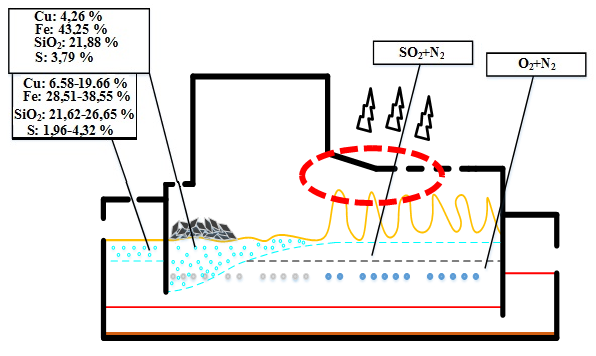 Cu: 4,26 %
Fe: 43,25 %
SiO₂: 21,88 %
S: 3,79 %
Cu: 6.58-19.66 %
Fe: 28,51-38,55 %
SiO₂: 21,62-26,65 %
S: 1,96-4,32 %
SO₂+N₂
O₂+N₂